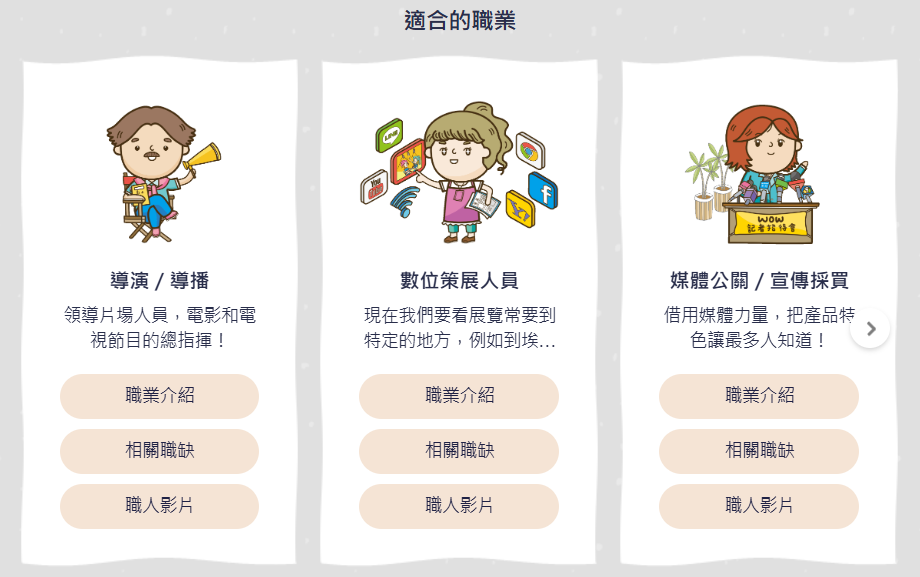 適合的職業
LINE
You
WOW
記者招待會
導演 / 導播
領導片場人員，電影和電
視節目的總指揮！
職業介紹
相關職缺
職人影片
數位策展人員
現在我們要看展覽常要到
特定的地方，例如到埃…
職業介紹
相關職缺
職人影片
媒體公關 / 宣傳採買
借用媒體力量，把產品特
色讓最多人知道！
職業介紹
相關職缺
職人影片